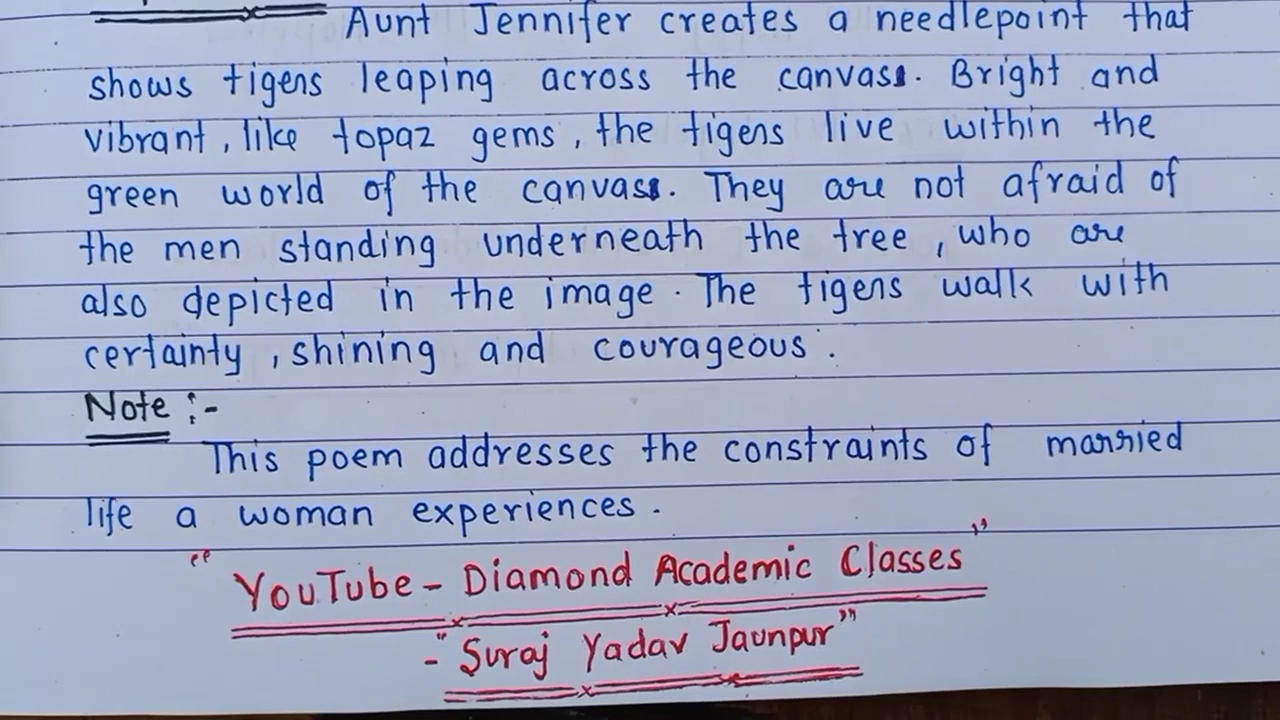 Aunt Jennifer creates a needlepoint that
shows tigers leaping across the canvas. Bright and
vibrant, like topaz gems, the tigers live within the
green world of the canvas. They are not afraid of
the men standing underneath the tree, who are
also depicted in the image. The tigers walk with
certainty, shining and courageous.
Note :-
This poem addresses the constraints of married
life a woman experiences.
"YouTube - Diamond Academic Classes"
- "Suraj Yadav Jaunpur"